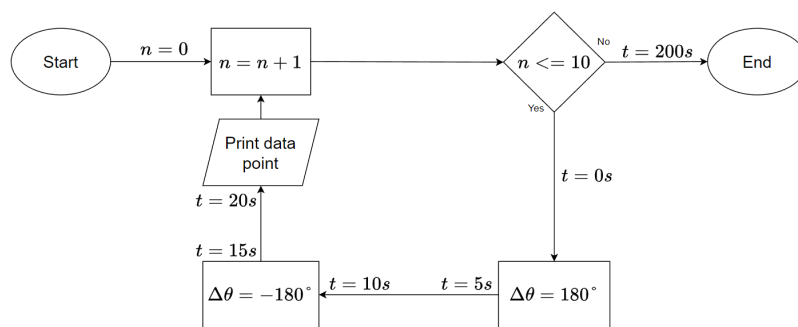 Start
n = 0
n = n + 1
n <= 10
No
t = 200s
End
Yes
t = 0s
Print data
point
t = 20s
t = 15s
Δθ = −180°
t = 10s
t = 5s
Δθ = 180°